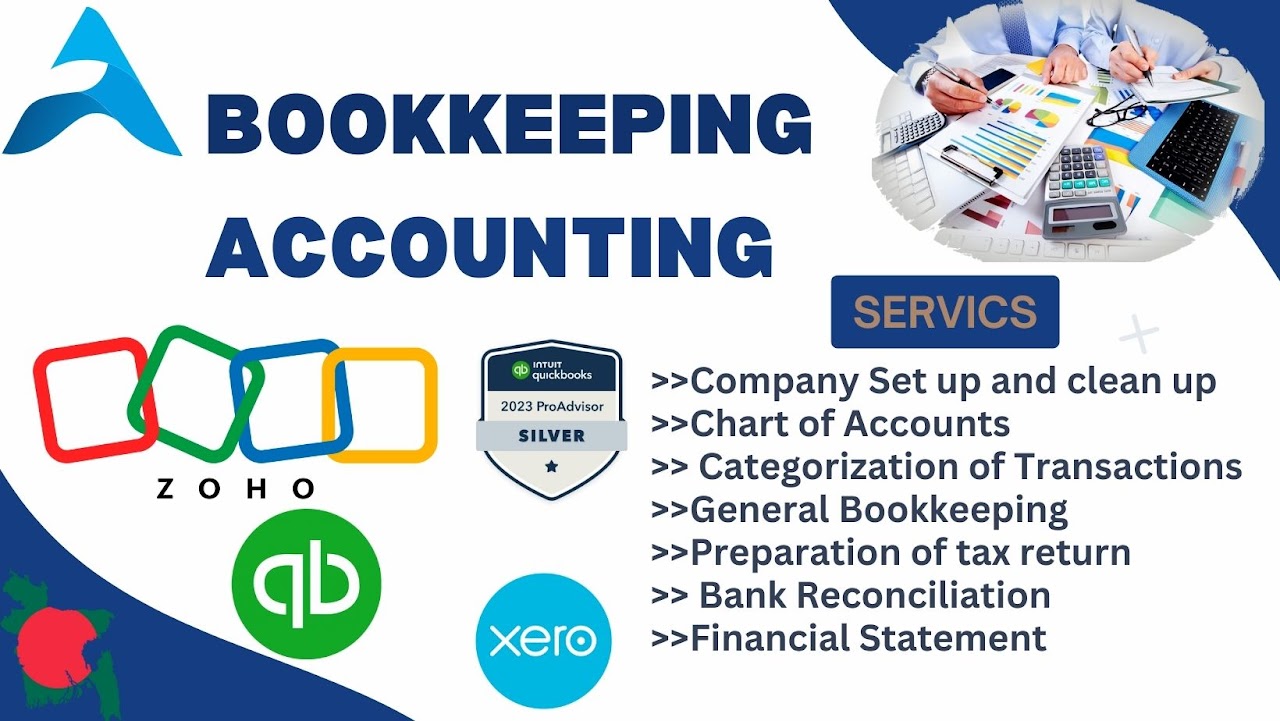 BOOKKEEPING
ACCOUNTING
SERVICS
>>Company Set up and clean up
>>Chart of Accounts
>> Categorization of Transactions
>>General Bookkeeping
>>Preparation of tax return
>> Bank Reconciliation
>>Financial Statement
ZOHO
INTUIT
quickbooks
2023 ProAdvisor
SILVER
qb
xero